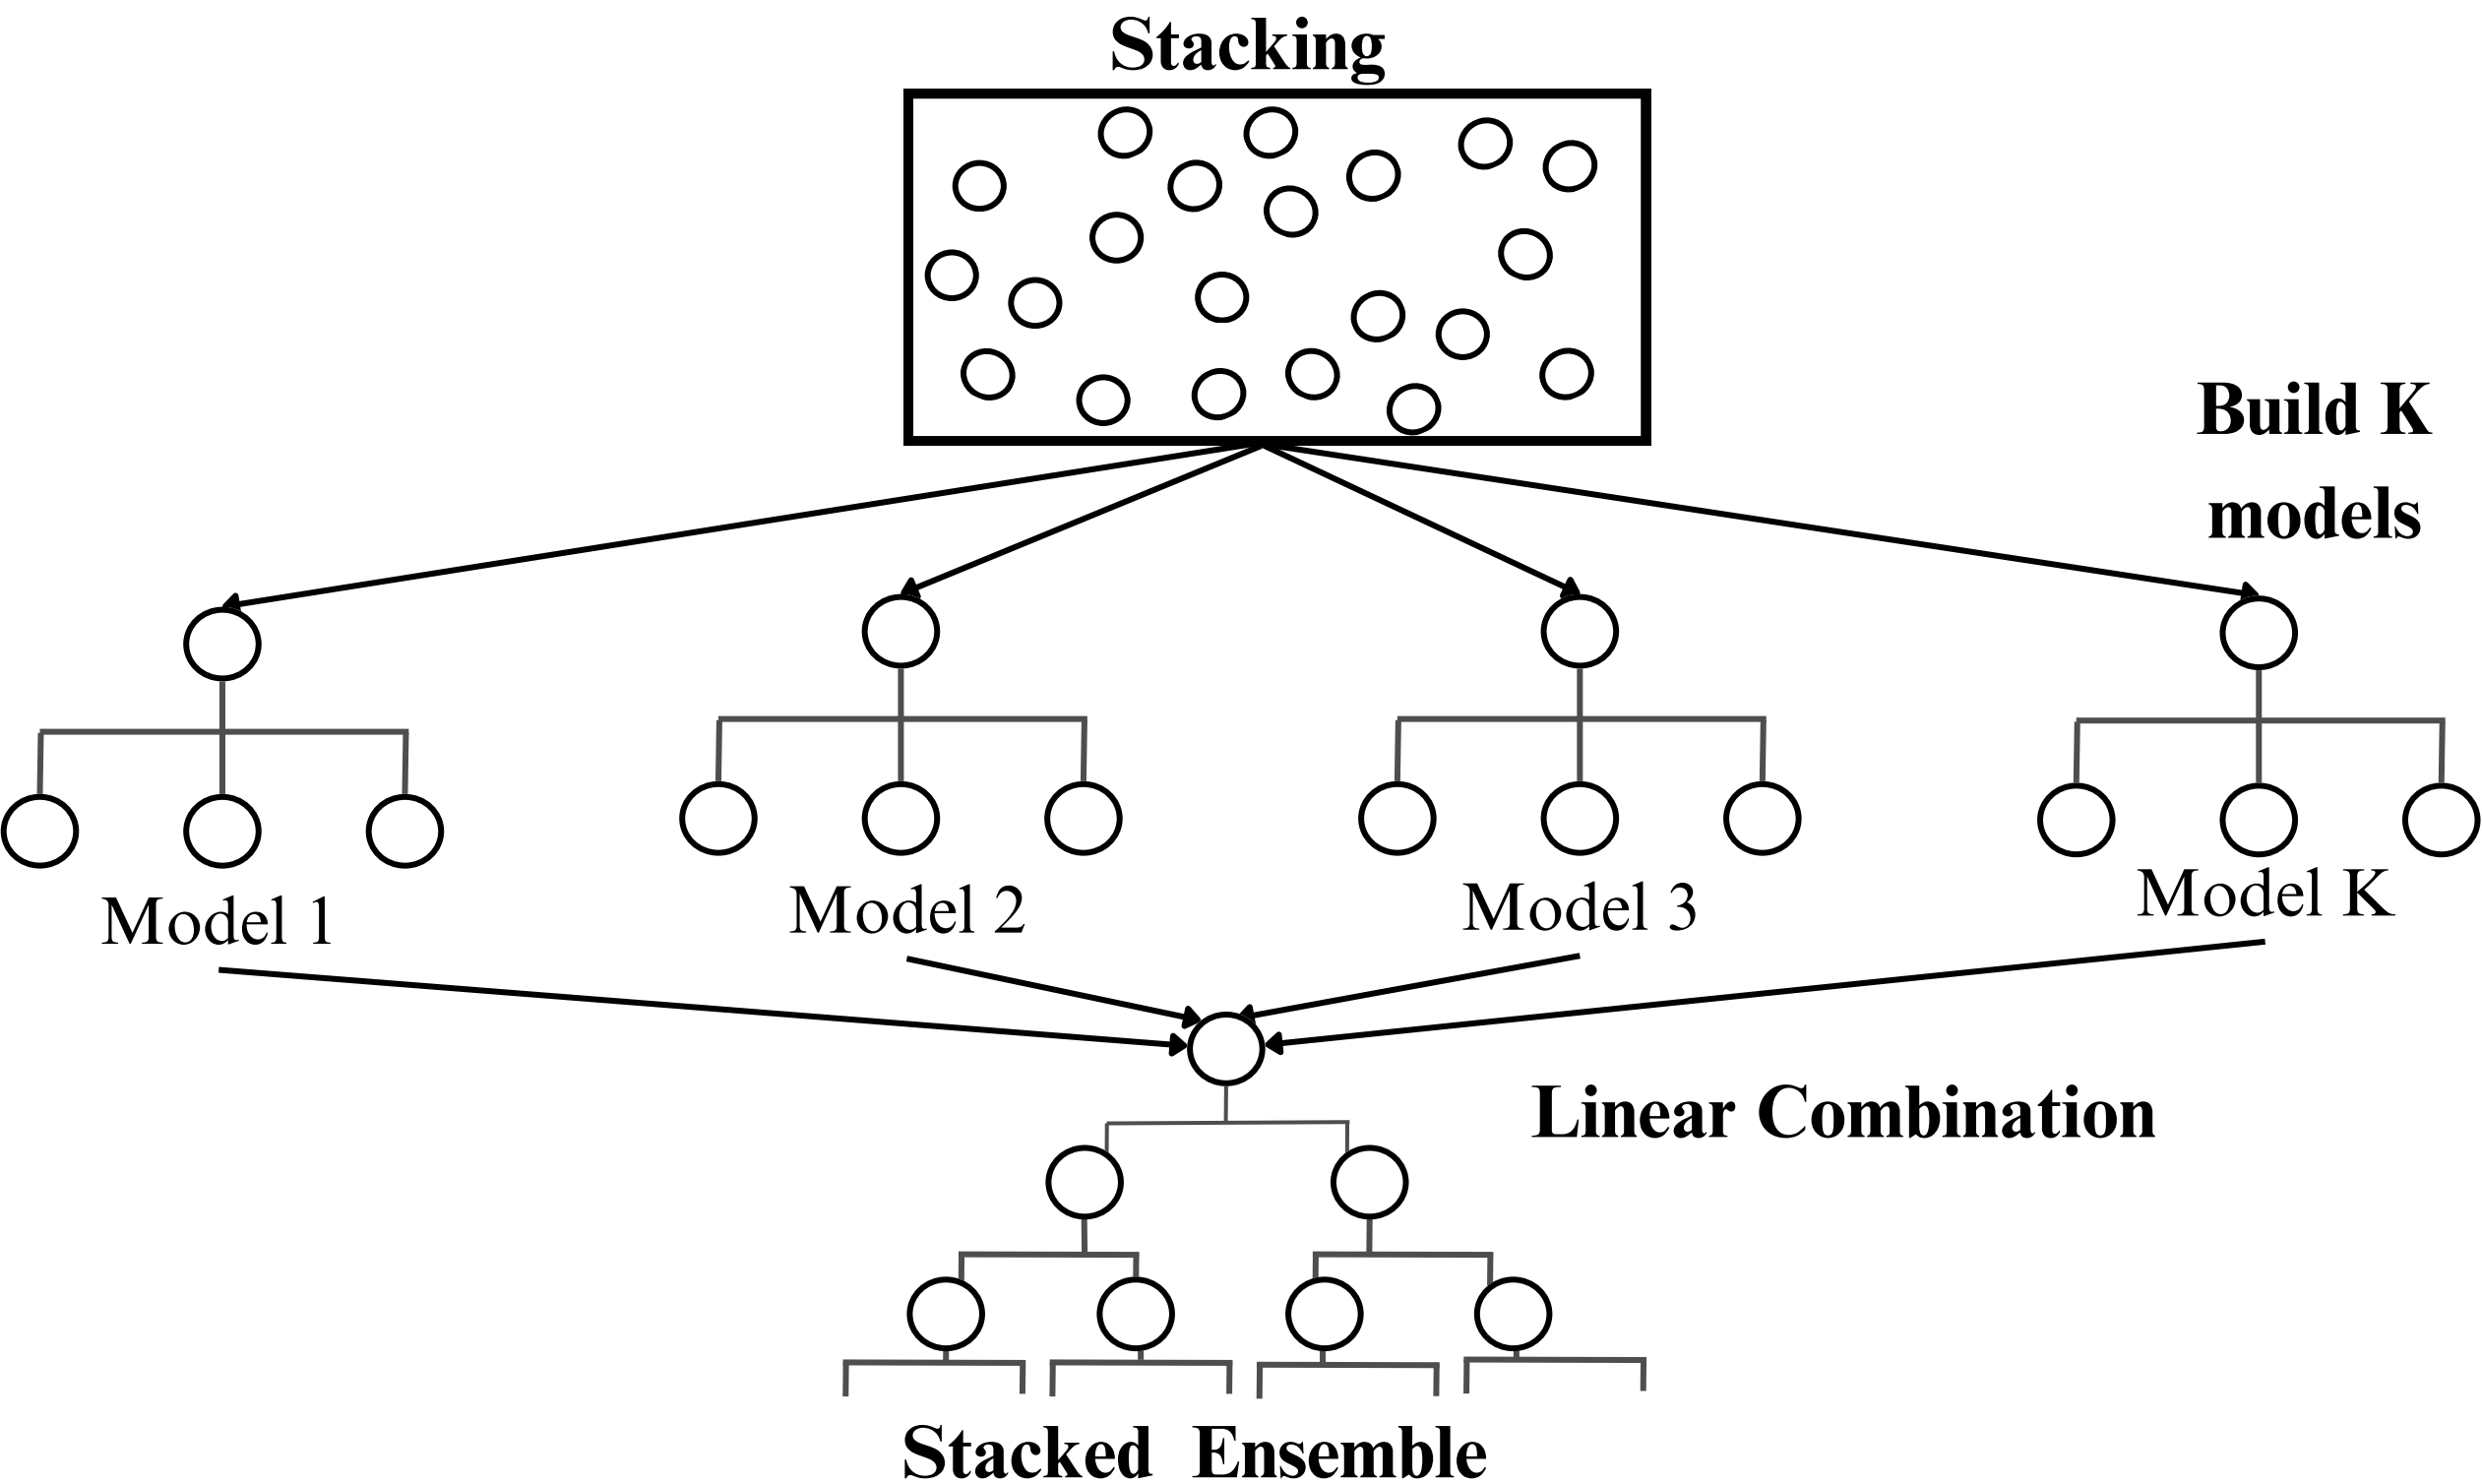 Stacking
Build K
models
Model 1
Model 2
Model 3
Model K
Linear Combination
Stacked Ensemble